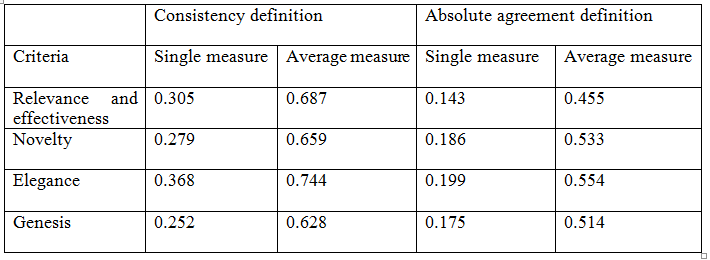 Consistency definition Absolute agreement definition
Criteria Single measure Average measure Single measure Average measure
Relevance and 0.305 0.687 0.143 0.455
effectiveness
Novelty 0.279 0.659 0.186 0.533
Elegance 0.368 0.744 0.199 0.554
Genesis 0.252 0.628 0.175 0.514